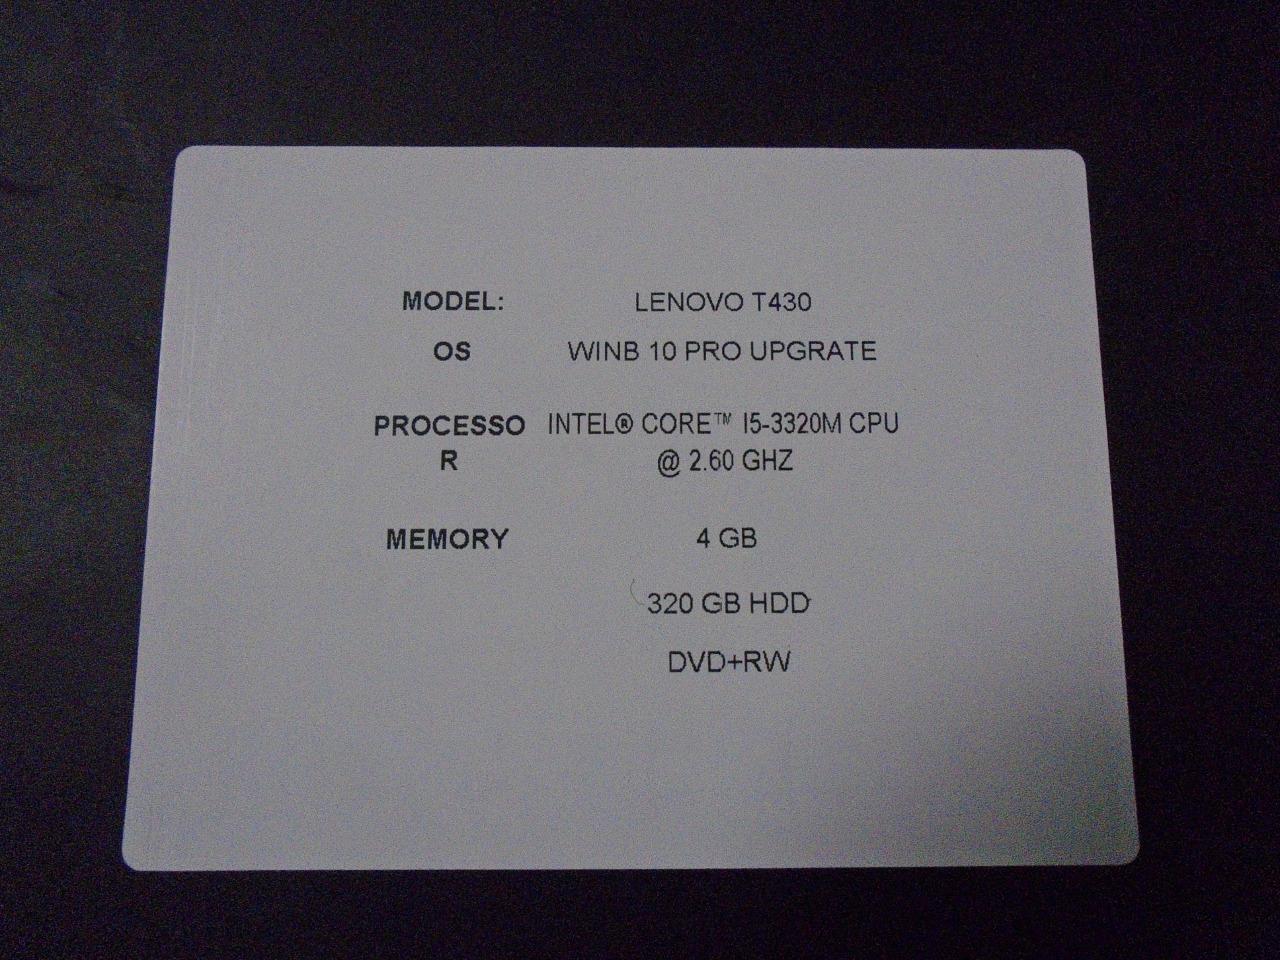 MODEL: LENOVO T430
OS WINB 10 PRO UPGRATE
PROCESSO INTEL® CORE™ I5-3320M CPU
R @ 2.60 GHZ
MEMORY 4 GB
320 GB HDD
DVD+RW